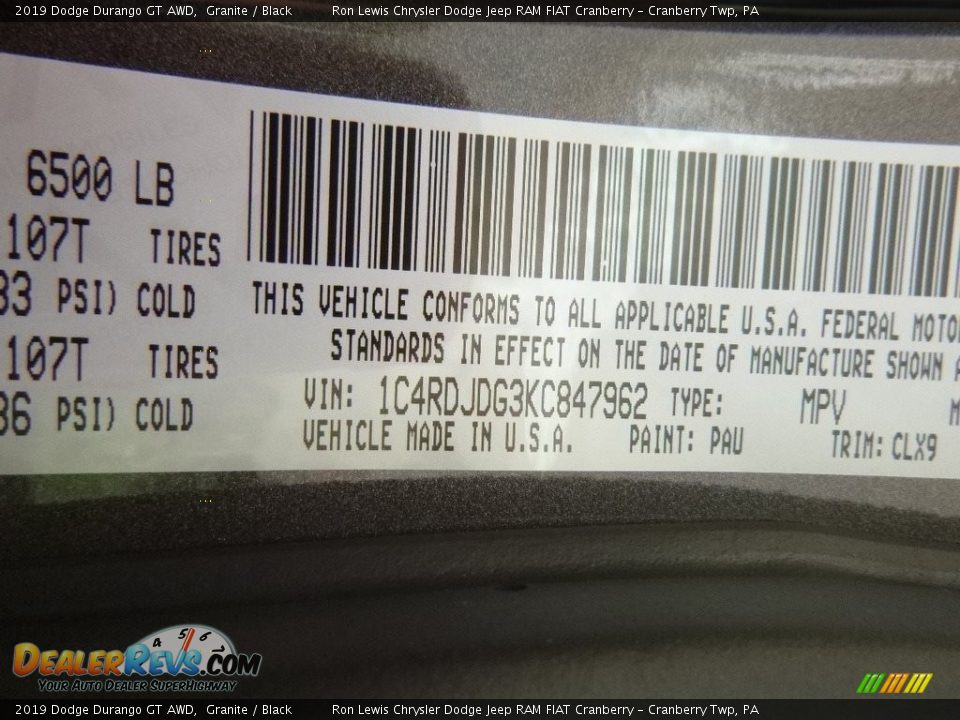 2019 Dodge Durango GT AWD, Granite / Black Ron Lewis Chrysler Dodge Jeep RAM FIAT Cranberry - Cranberry Twp, PA
6500 LB
107T TIRES
PSI) COLD
107T TIRES
PSI) COLD
THIS VEHICLE CONFORMS TO ALL APPLICABLE U.S.A. FEDERAL MOTO
STANDARDS IN EFFECT ON THE DATE OF MANUFACTURE SHOWN
VIN: 1C4RDJDG3KC847962 TYPE: MPV
VEHICLE MADE IN U.S.A. PAINT: PAU TRIM: CLX9
4 5 6
DEALERREVS.COM
YOUR AUTO DEALER SUPERHIGHWAY
2019 Dodge Durango GT AWD, Granite / Black Ron Lewis Chrysler Dodge Jeep RAM FIAT Cranberry - Cranberry Twp, PA